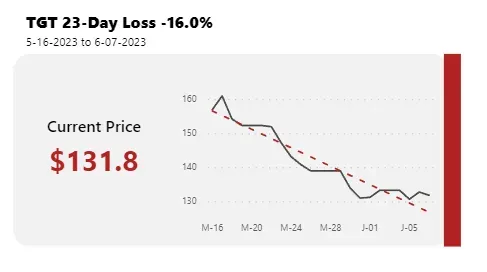 TGT 23-Day Loss -16.0%
5-16-2023 to 6-07-2023
Current Price
$131.8
160
150
140
130
M-16 M-20 M-24 M-28 J-01 J-05